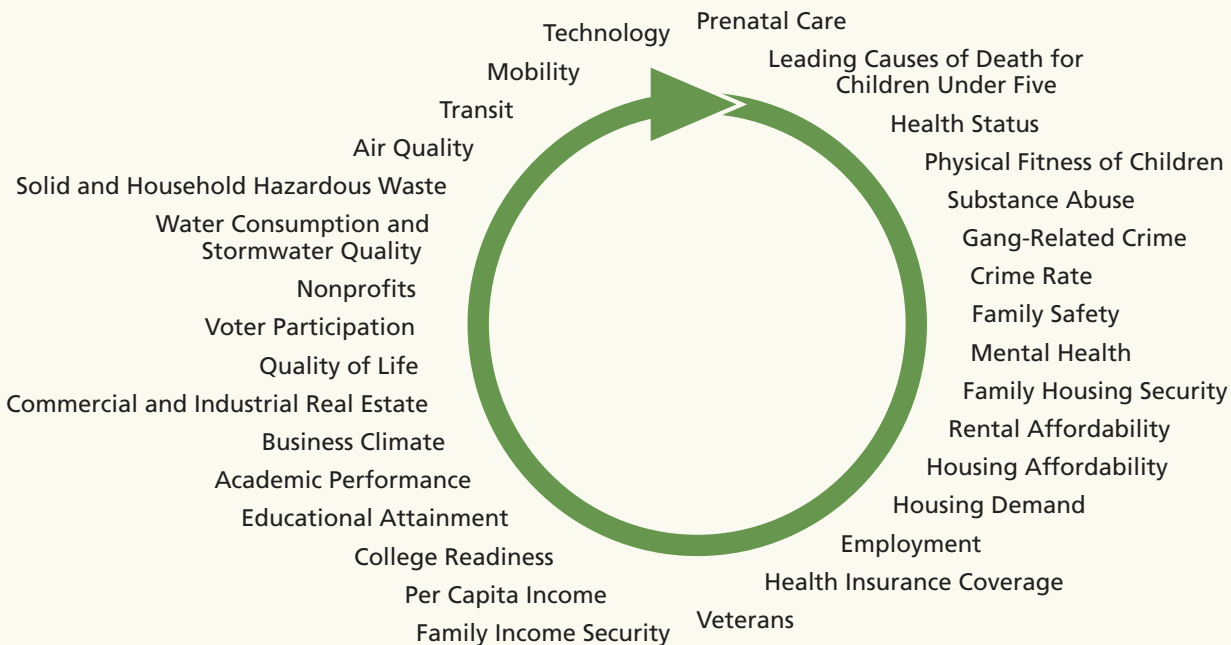 Prenatal Care
Leading Causes of Death for
Children Under Five
Health Status
Physical Fitness of Children
Substance Abuse
Gang-Related Crime
Crime Rate
Family Safety
Mental Health
Family Housing Security
Rental Affordability
Housing Affordability
Housing Demand
Employment
Health Insurance Coverage
Veterans
Family Income Security
Per Capita Income
College Readiness
Educational Attainment
Academic Performance
Business Climate
Commercial and Industrial Real Estate
Quality of Life
Voter Participation
Nonprofits
Water Consumption and
Stormwater Quality
Solid and Household Hazardous Waste
Air Quality
Transit
Mobility
Technology